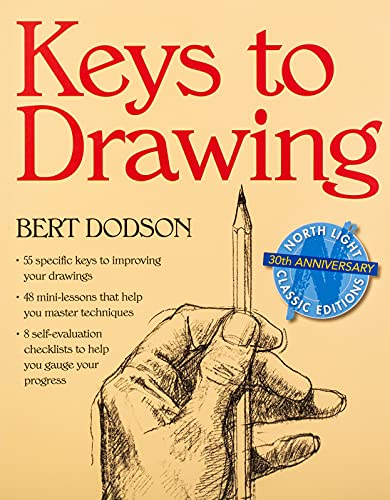 Keys to
Drawing
BERT DODSON
• 55 specific keys to improving
your drawings
• 48 mini-lessons that help
you master techniques
• 8 self-evaluation
checklists to help
you gauge your
progress
NORTH LIGHT
30th ANNIVERSARY
CLASSIC EDITIONS